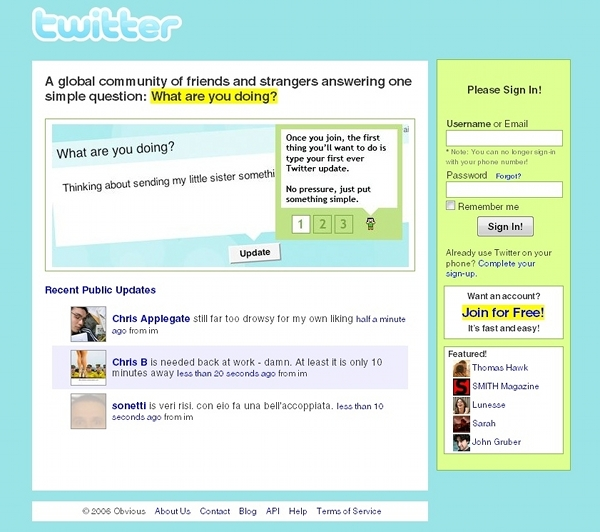 twitter
A global community of friends and strangers answering one
simple question: What are you doing?
What are you doing?
Thinking about sending my little sister somethi
Once you join, the first
thing you'll want to do is
type your first ever
Twitter update.
No pressure, just put
something simple.
1 2 3
Update
Recent Public Updates
Chris Applegate still far too drowsy for my own liking half a minute
ago from im
Chris B is needed back at work - damn. At least it is only 10
minutes away less than 20 seconds ago from im
sonetti is veri risi. con eio fa una bell'accoppiata. less than 10
seconds ago from im
Please Sign In!
Username or Email
* Note: You can no longer sign-in
with your phone number!
Password Forgot?
Remember me
Sign In!
Already use Twitter on your
phone? Complete your
sign-up.
Want an account?
Join for Free!
It's fast and easy!
Featured!
Thomas Hawk
SMITH Magazine
Lunesse
Sarah
John Gruber
© 2006 Obvious About Us Contact Blog API Help Terms of Service